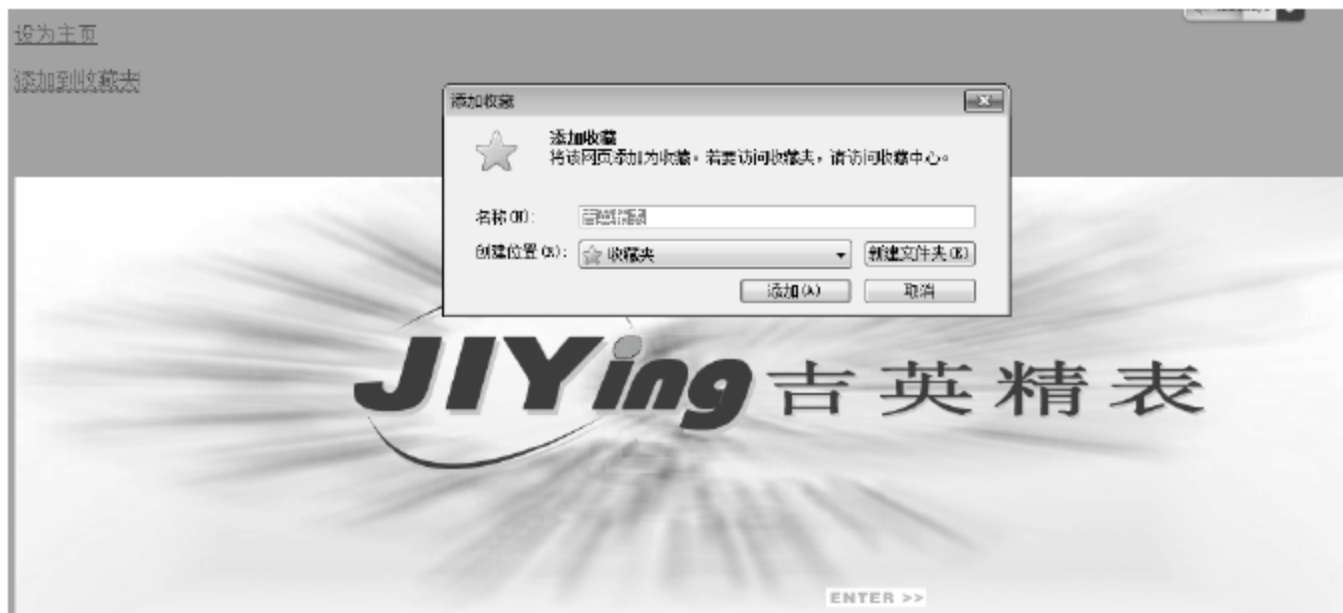 设为主页
添加到收藏夹
添加收藏
添加收藏
将该网页添加为收藏。若要访问收藏夹，请访问收藏中心。
名称(N):
创建位置(R): 收藏夹 新建文件夹(E)
添加(A) 取消
JIYing 吉英精表
ENTER >>